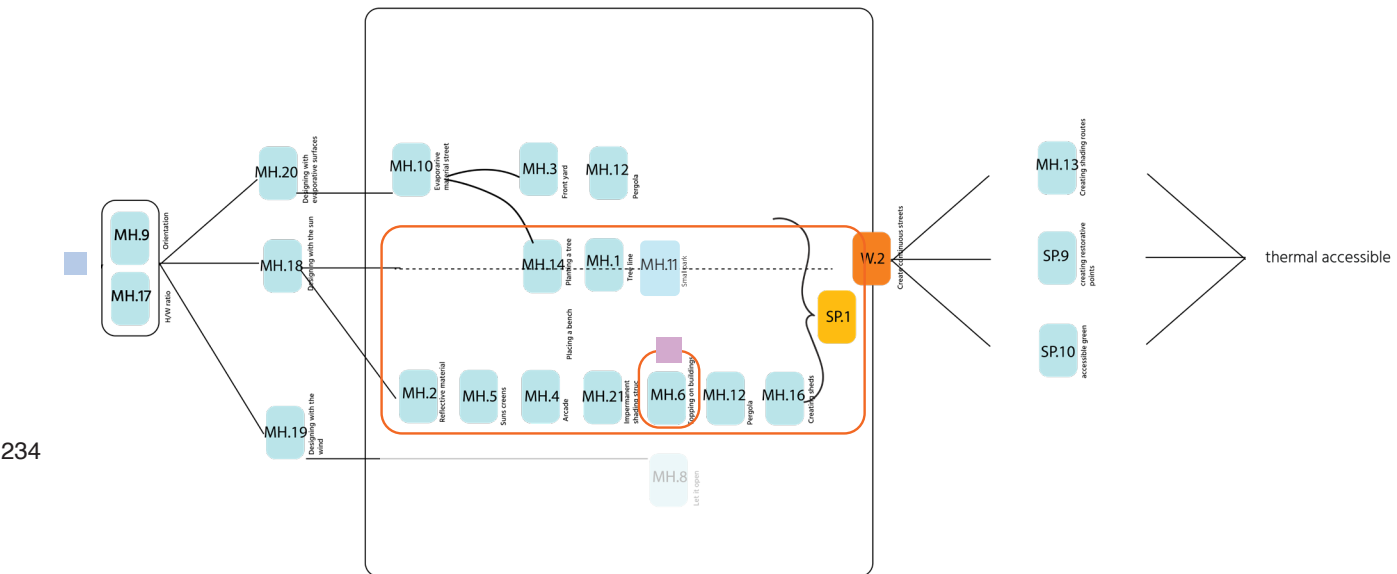 234
MH.9
Orientation
MH.17
H/W ratio
MH.20
Designing with
evaporative surfaces
MH.18
Designing with the sun
MH.19
Designing with the
wind
MH.10
Evaporarive
material street
MH.3
Front yard
MH.12
Pergola
MH.14
Planting a tree
MH.1
Tree line
MH.11
Small park
Placing a bench
MH.2
Reflective material
MH.5
Suns creens
MH.4
Arcade
MH.21
Impermanent
shading struc
MH.6
Topping on buildings
MH.12
Pergola
MH.16
Creating sheds
MH.8
Let it open
SP.1
W.2
Create continuous streets
MH.13
Creating shading routes
SP.9
creating restorative
points
SP.10
accessible green
thermal accessible